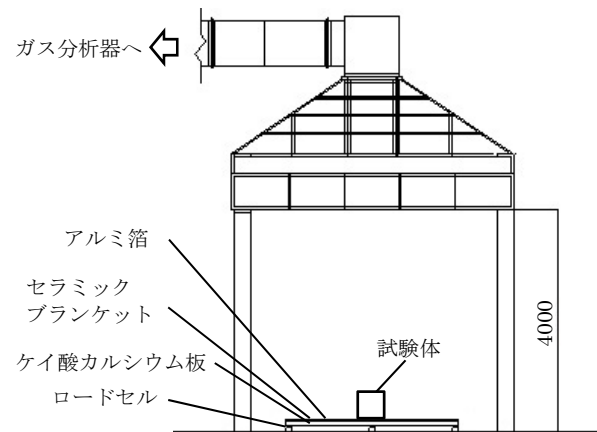 ガス分析器へ
アルミ箔
セラミック
ブランケット
ケイ酸カルシウム板
ロードセル
試験体
4000